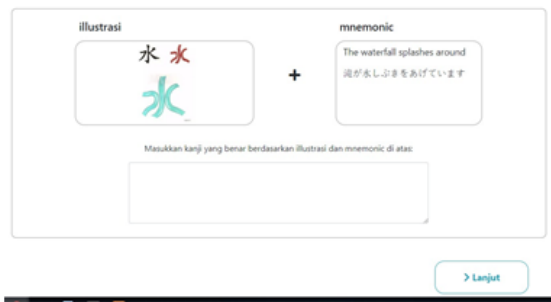 illustrasi
mnemonic
水 水
水
+
The waterfall splashes around
滝が水しぶきをあげています
Masukkan kanji yang benar berdasarkan illustrasi dan mnemonic di atas:
> Lanjut